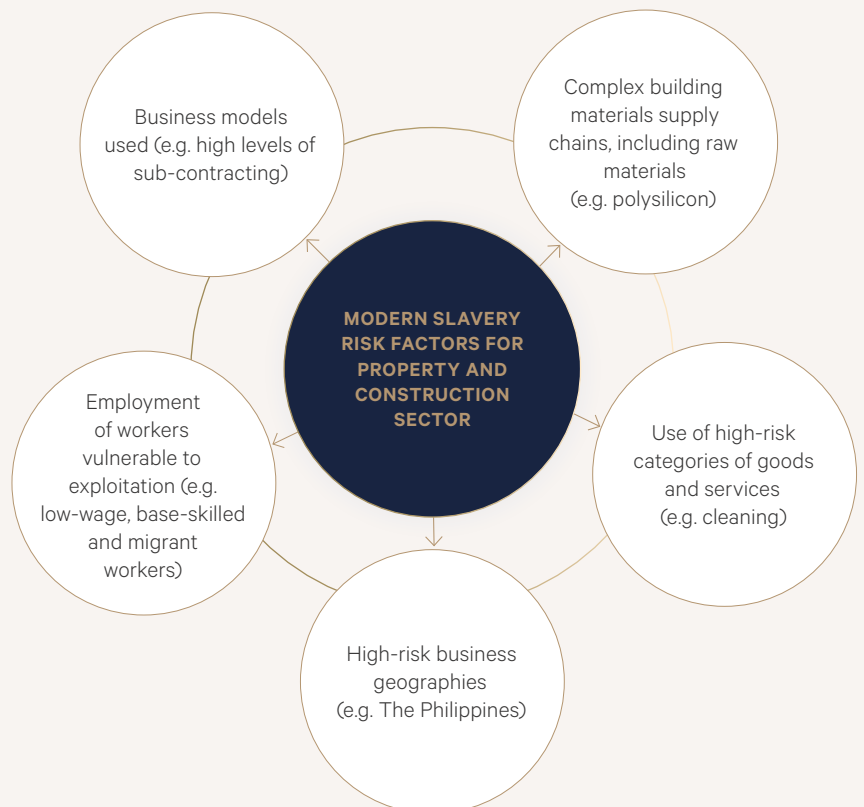 Business models
used (e.g. high levels of
sub-contracting)
Complex building
materials supply
chains, including raw
materials
(e.g. polysilicon)
MODERN SLAVERY
RISK FACTORS FOR
PROPERTY AND
CONSTRUCTION
SECTOR
Employment
of workers
vulnerable to
exploitation (e.g.
low-wage, base-skilled
and migrant
workers)
Use of high-risk
categories of goods
and services
(e.g. cleaning)
High-risk business
geographies
(e.g. The Philippines)